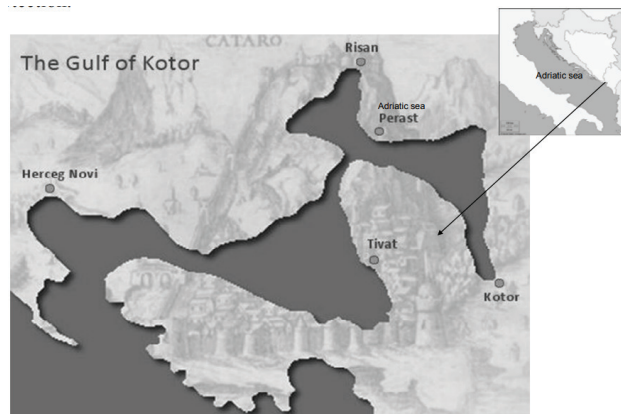 CATARO
The Gulf of Kotor
Risan
Adriatic sea
Adriatic sea
Perast
Herceg Novi
Tivat
Kotor